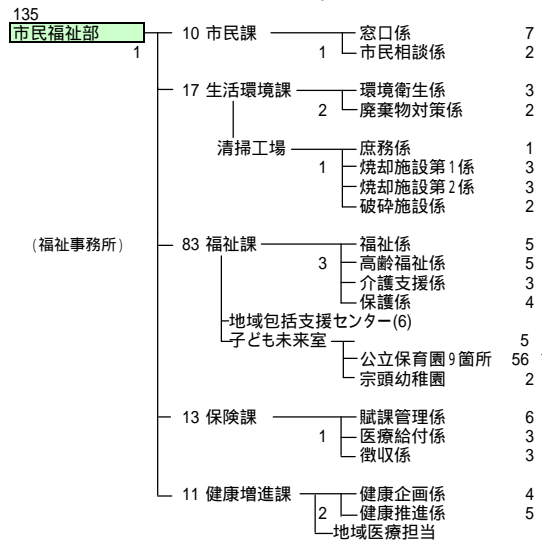 135
市民福祉部 10 市民課 窓口係 7
1 1 市民相談係 2
17 生活環境課 環境衛生係 3
2 廃棄物対策係 2
清掃工場 庶務係 1
1 焼却施設第1係 3
焼却施設第2係 3
破砕施設係 2
(福祉事務所) 83 福祉課 福祉係 5
3 高齢福祉係 5
介護支援係 3
保護係 4
地域包括支援センター(6)
子ども未来室 5
公立保育園9箇所 56
宗頭幼稚園 2
13 保険課 賦課管理係 6
1 医療給付係 3
徴収係 3
11 健康増進課 健康企画係 4
2 健康推進係 5
地域医療担当